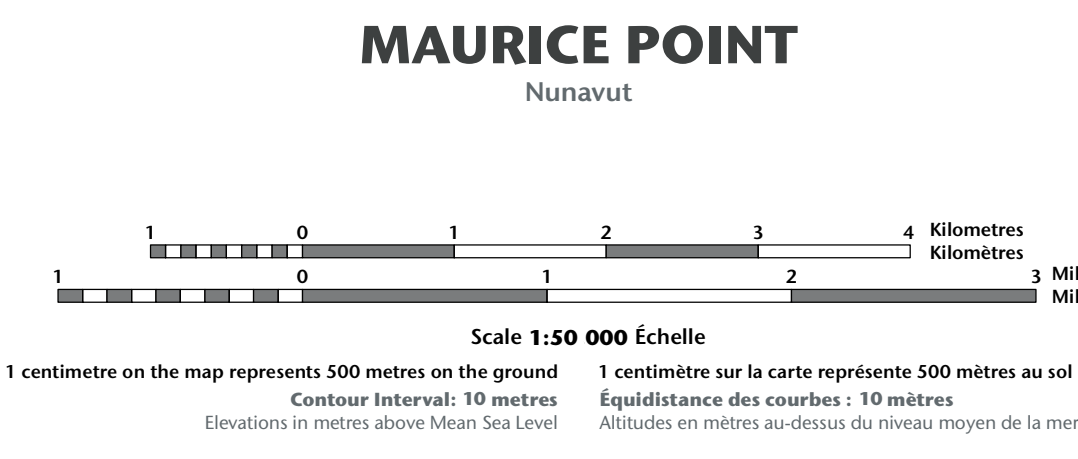 MAURICE POINT
Nunavut
1 0 1 2 3 4 Kilometres
Kilomètres
1 0 1 2 3
Scale 1:50 000 Échelle
1 centimetre on the map represents 500 metres on the ground
Contour Interval: 10 metres
Elevations in metres above Mean Sea Level
1 centimètre sur la carte représente 500 mètres au sol
Équidistance des courbes : 10 mètres
Altitudes en mètres au-dessus du niveau moyen de la mer